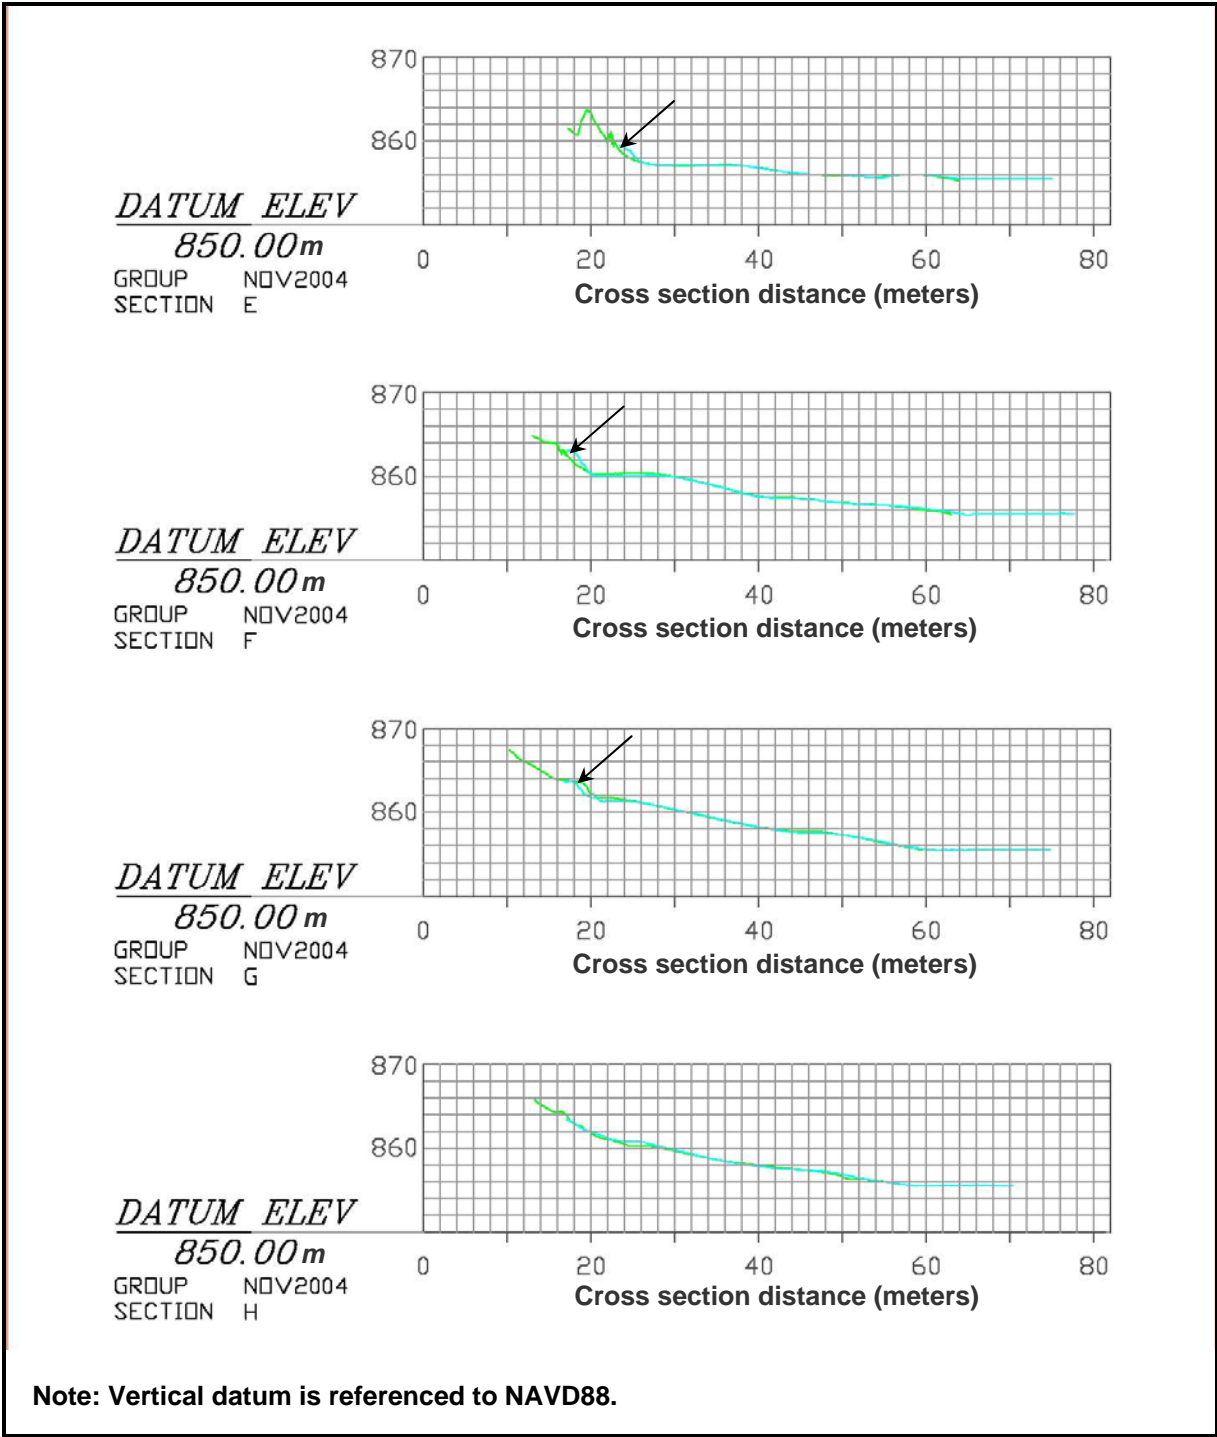 870
860
DATUM ELEV
850.00m
GROUP NOV2004
SECTION E
0 20 40 60 80
Cross section distance (meters)
870
860
DATUM ELEV
850.00m
GROUP NOV2004
SECTION F
0 20 40 60 80
Cross section distance (meters)
870
860
DATUM ELEV
850.00m
GROUP NOV2004
SECTION G
0 20 40 60 80
Cross section distance (meters)
870
860
DATUM ELEV
850.00m
GROUP NOV2004
SECTION H
0 20 40 60 80
Cross section distance (meters)
Note: Vertical datum is referenced to NAVD88.